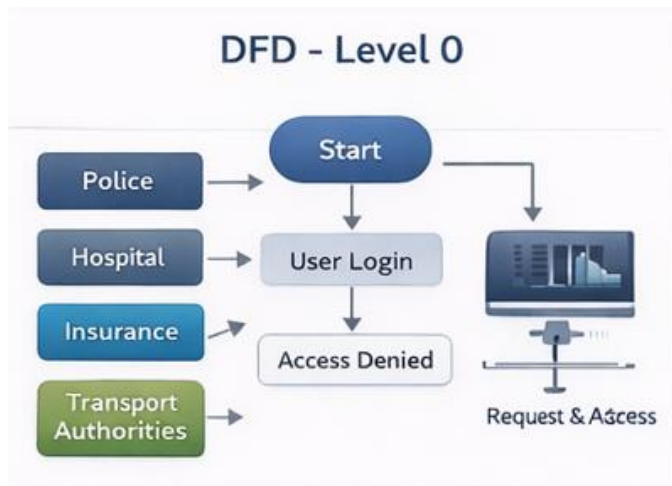 DFD - Level 0
Start
Police
Hospital
User Login
Insurance
Access Denied
Transport
Authorities
Request & Access